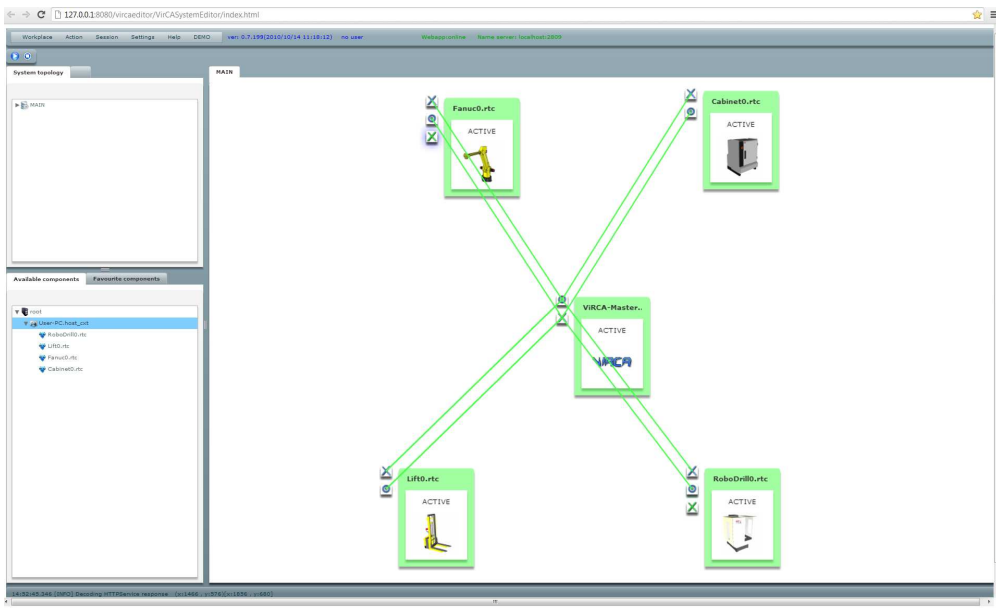 127.0.0.1:8080/vircaeditor/VirCASystemEditor/index.html
Workplace Action Session Settings Help DEMO ver: 0.7.199(2010/10/14 11:18:12) no user Webapp:online Name server: localhost:2809
System topology
MAIN
MAIN
Fanuc0.rtc
ACTIVE
Cabinet0.rtc
ACTIVE
Available components Favourite components
root
User-PC.host_cxt
RoboDrill0.rtc
Lift0.rtc
Fanuc0.rtc
Cabinet0.rtc
ViRCA-Master..
ACTIVE
VIRCA
Lift0.rtc
ACTIVE
RoboDrill0.rtc
ACTIVE
14:52:45.346 [INFO] Decoding HTTPService response